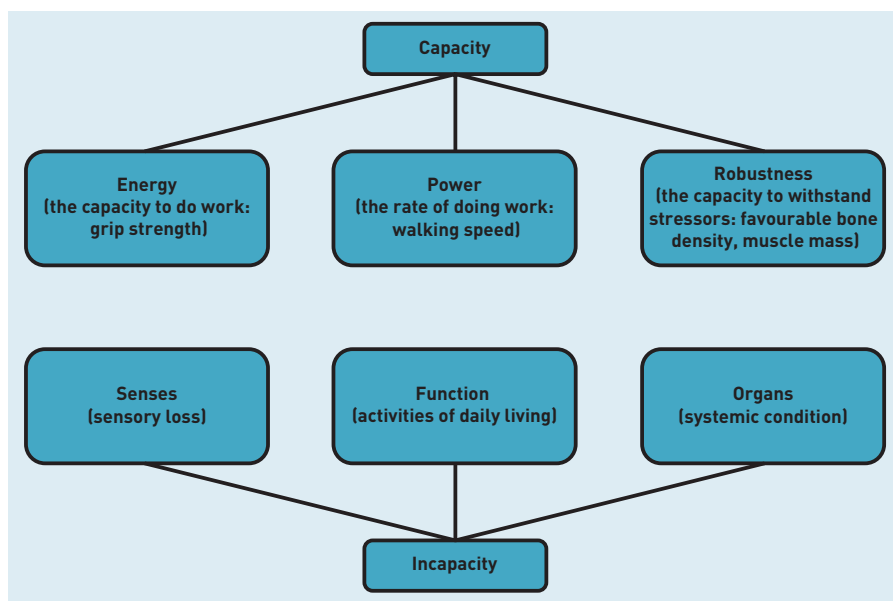 Capacity
Energy
(the capacity to do work:
grip strength)
Power
(the rate of doing work:
walking speed)
Robustness
(the capacity to withstand
stressors: favourable bone
density, muscle mass)
Senses
(sensory loss)
Function
(activities of daily living)
Organs
(systemic condition)
Incapacity